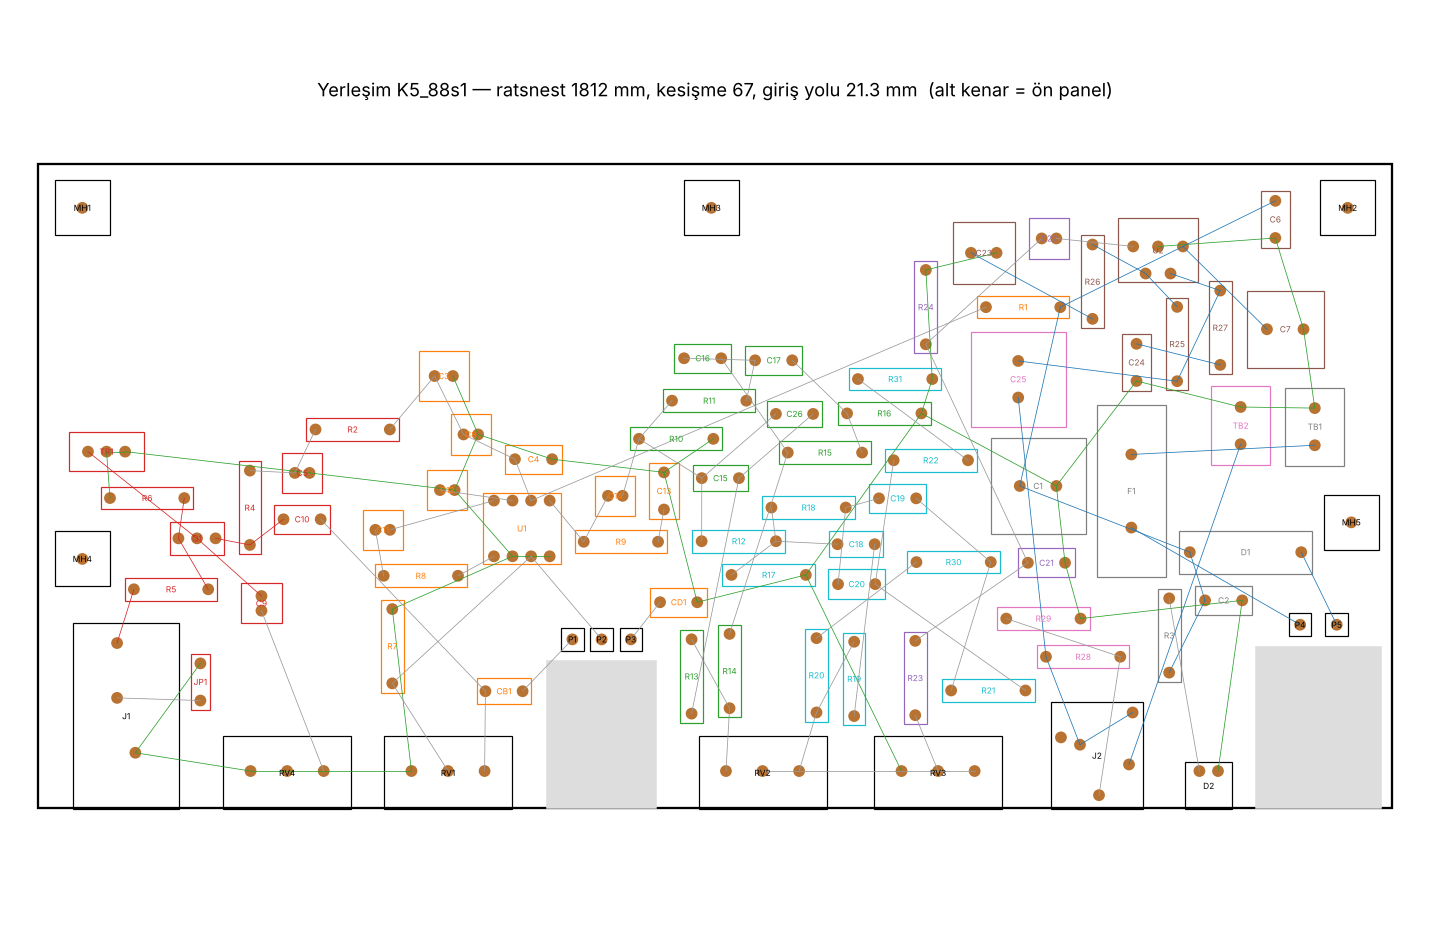 Yerleşim K5_88s1 — ratsnest 1812 mm, kesişme 67, giriş yolu 21.3 mm  (alt kenar = ön panel)
MH1
MH3
MH2
C6
C23
R26
R24
R1
R27
C7
R25
C16
C17
C24
C25
R31
R11
C26
R16
TB2
TB1
R2
R10
R15
C4
R22
R6
C15
C13
F1
C1
R4
C19
R18
C10
MH5
U1
R9
R12
C18
D1
MH4
R8
R17
R30
C21
R5
C20
C2
CD1
R29
P4
P5
R3
P1
P2
P3
R7
R28
R14
R13
R20
R19
R23
JP1
CB1
R21
J1
J2
RV4
RV1
RV2
RV3
D2